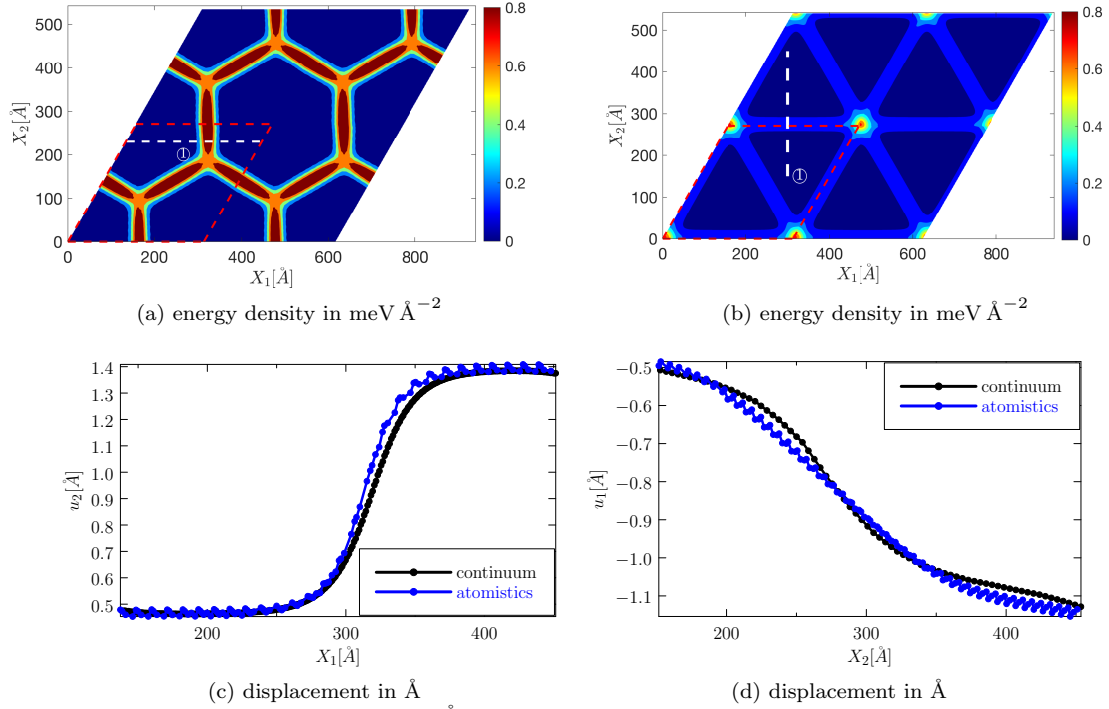 0.8
0.6
0.4
0.2
0
500
400
300
200
100
0
X₂[Å]
①
0 200 400 600 800
X₁[Å]
(a) energy density in meV Å⁻²
0.8
0.6
0.4
0.2
0
500
400
300
200
100
0
X₂[Å]
①
0 200 400 600 800
X₁[Å]
(b) energy density in meV Å⁻²
1.4
1.3
1.2
1.1
1.0
0.9
0.8
0.7
0.6
0.5
u₂[Å]
continuum
atomistics
200 300 400
X₁[Å]
(c) displacement in Å
−0.5
−0.6
−0.7
−0.8
−0.9
−1.0
−1.1
u₁[Å]
continuum
atomistics
200 300 400
X₂[Å]
(d) displacement in Å